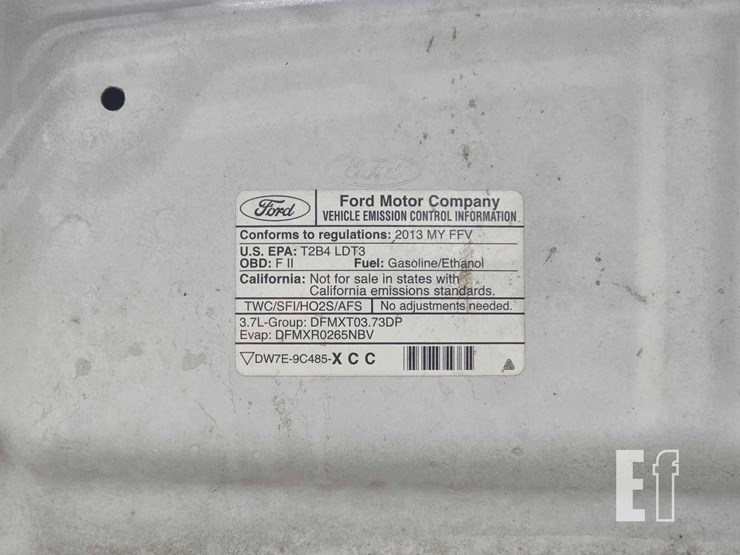 Ford
Ford
Ford Motor Company
VEHICLE EMISSION CONTROL INFORMATION
Conforms to regulations: 2013 MY FFV
U.S. EPA: T2B4 LDT3
OBD: F II Fuel: Gasoline/Ethanol
California: Not for sale in states with
California emissions standards.
TWC/SFI/HO2S/AFS No adjustments needed.
3.7L-Group: DFMXT03.73DP
Evap: DFMXR0265NBV
▽DW7E-9C485-X C C
Ef